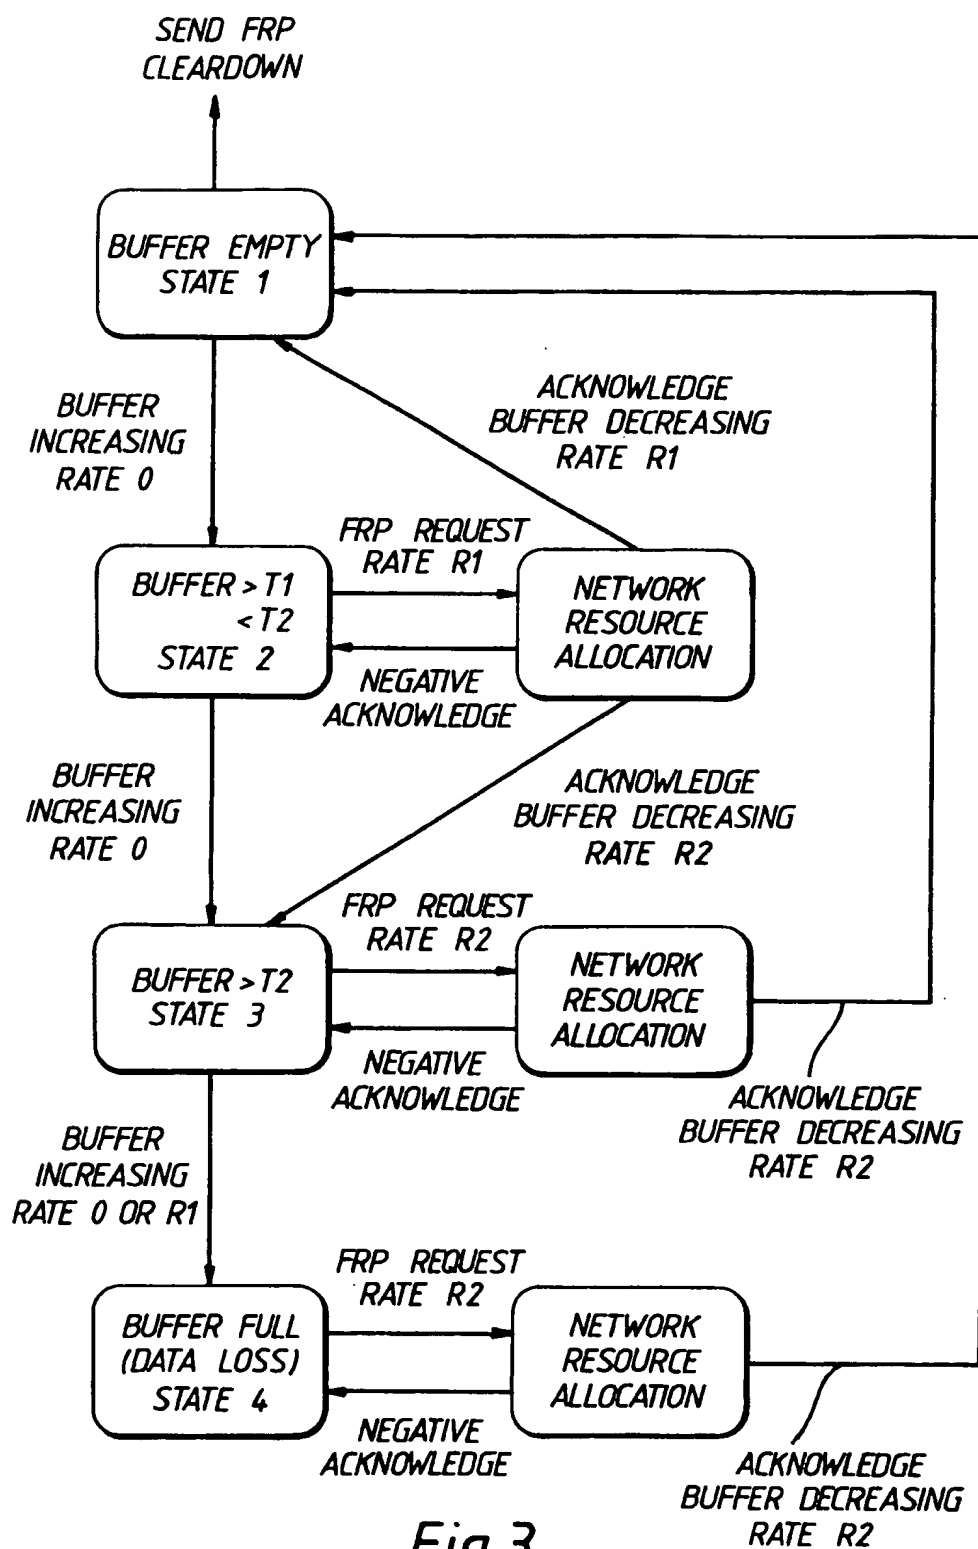 SEND FRP
CLEARDOWN
BUFFER EMPTY
STATE 1
BUFFER
INCREASING
RATE 0
ACKNOWLEDGE
BUFFER DECREASING
RATE R1
FRP REQUEST
RATE R1
BUFFER > T1
< T2
STATE 2
NETWORK
RESOURCE
ALLOCATION
NEGATIVE
ACKNOWLEDGE
BUFFER
INCREASING
RATE 0
ACKNOWLEDGE
BUFFER DECREASING
RATE R2
FRP REQUEST
RATE R2
BUFFER > T2
STATE 3
NETWORK
RESOURCE
ALLOCATION
NEGATIVE
ACKNOWLEDGE
ACKNOWLEDGE
BUFFER DECREASING
RATE R2
BUFFER
INCREASING
RATE 0 OR R1
FRP REQUEST
RATE R2
BUFFER FULL
(DATA LOSS)
STATE 4
NETWORK
RESOURCE
ALLOCATION
NEGATIVE
ACKNOWLEDGE
ACKNOWLEDGE
BUFFER DECREASING
RATE R2
Fig. 3